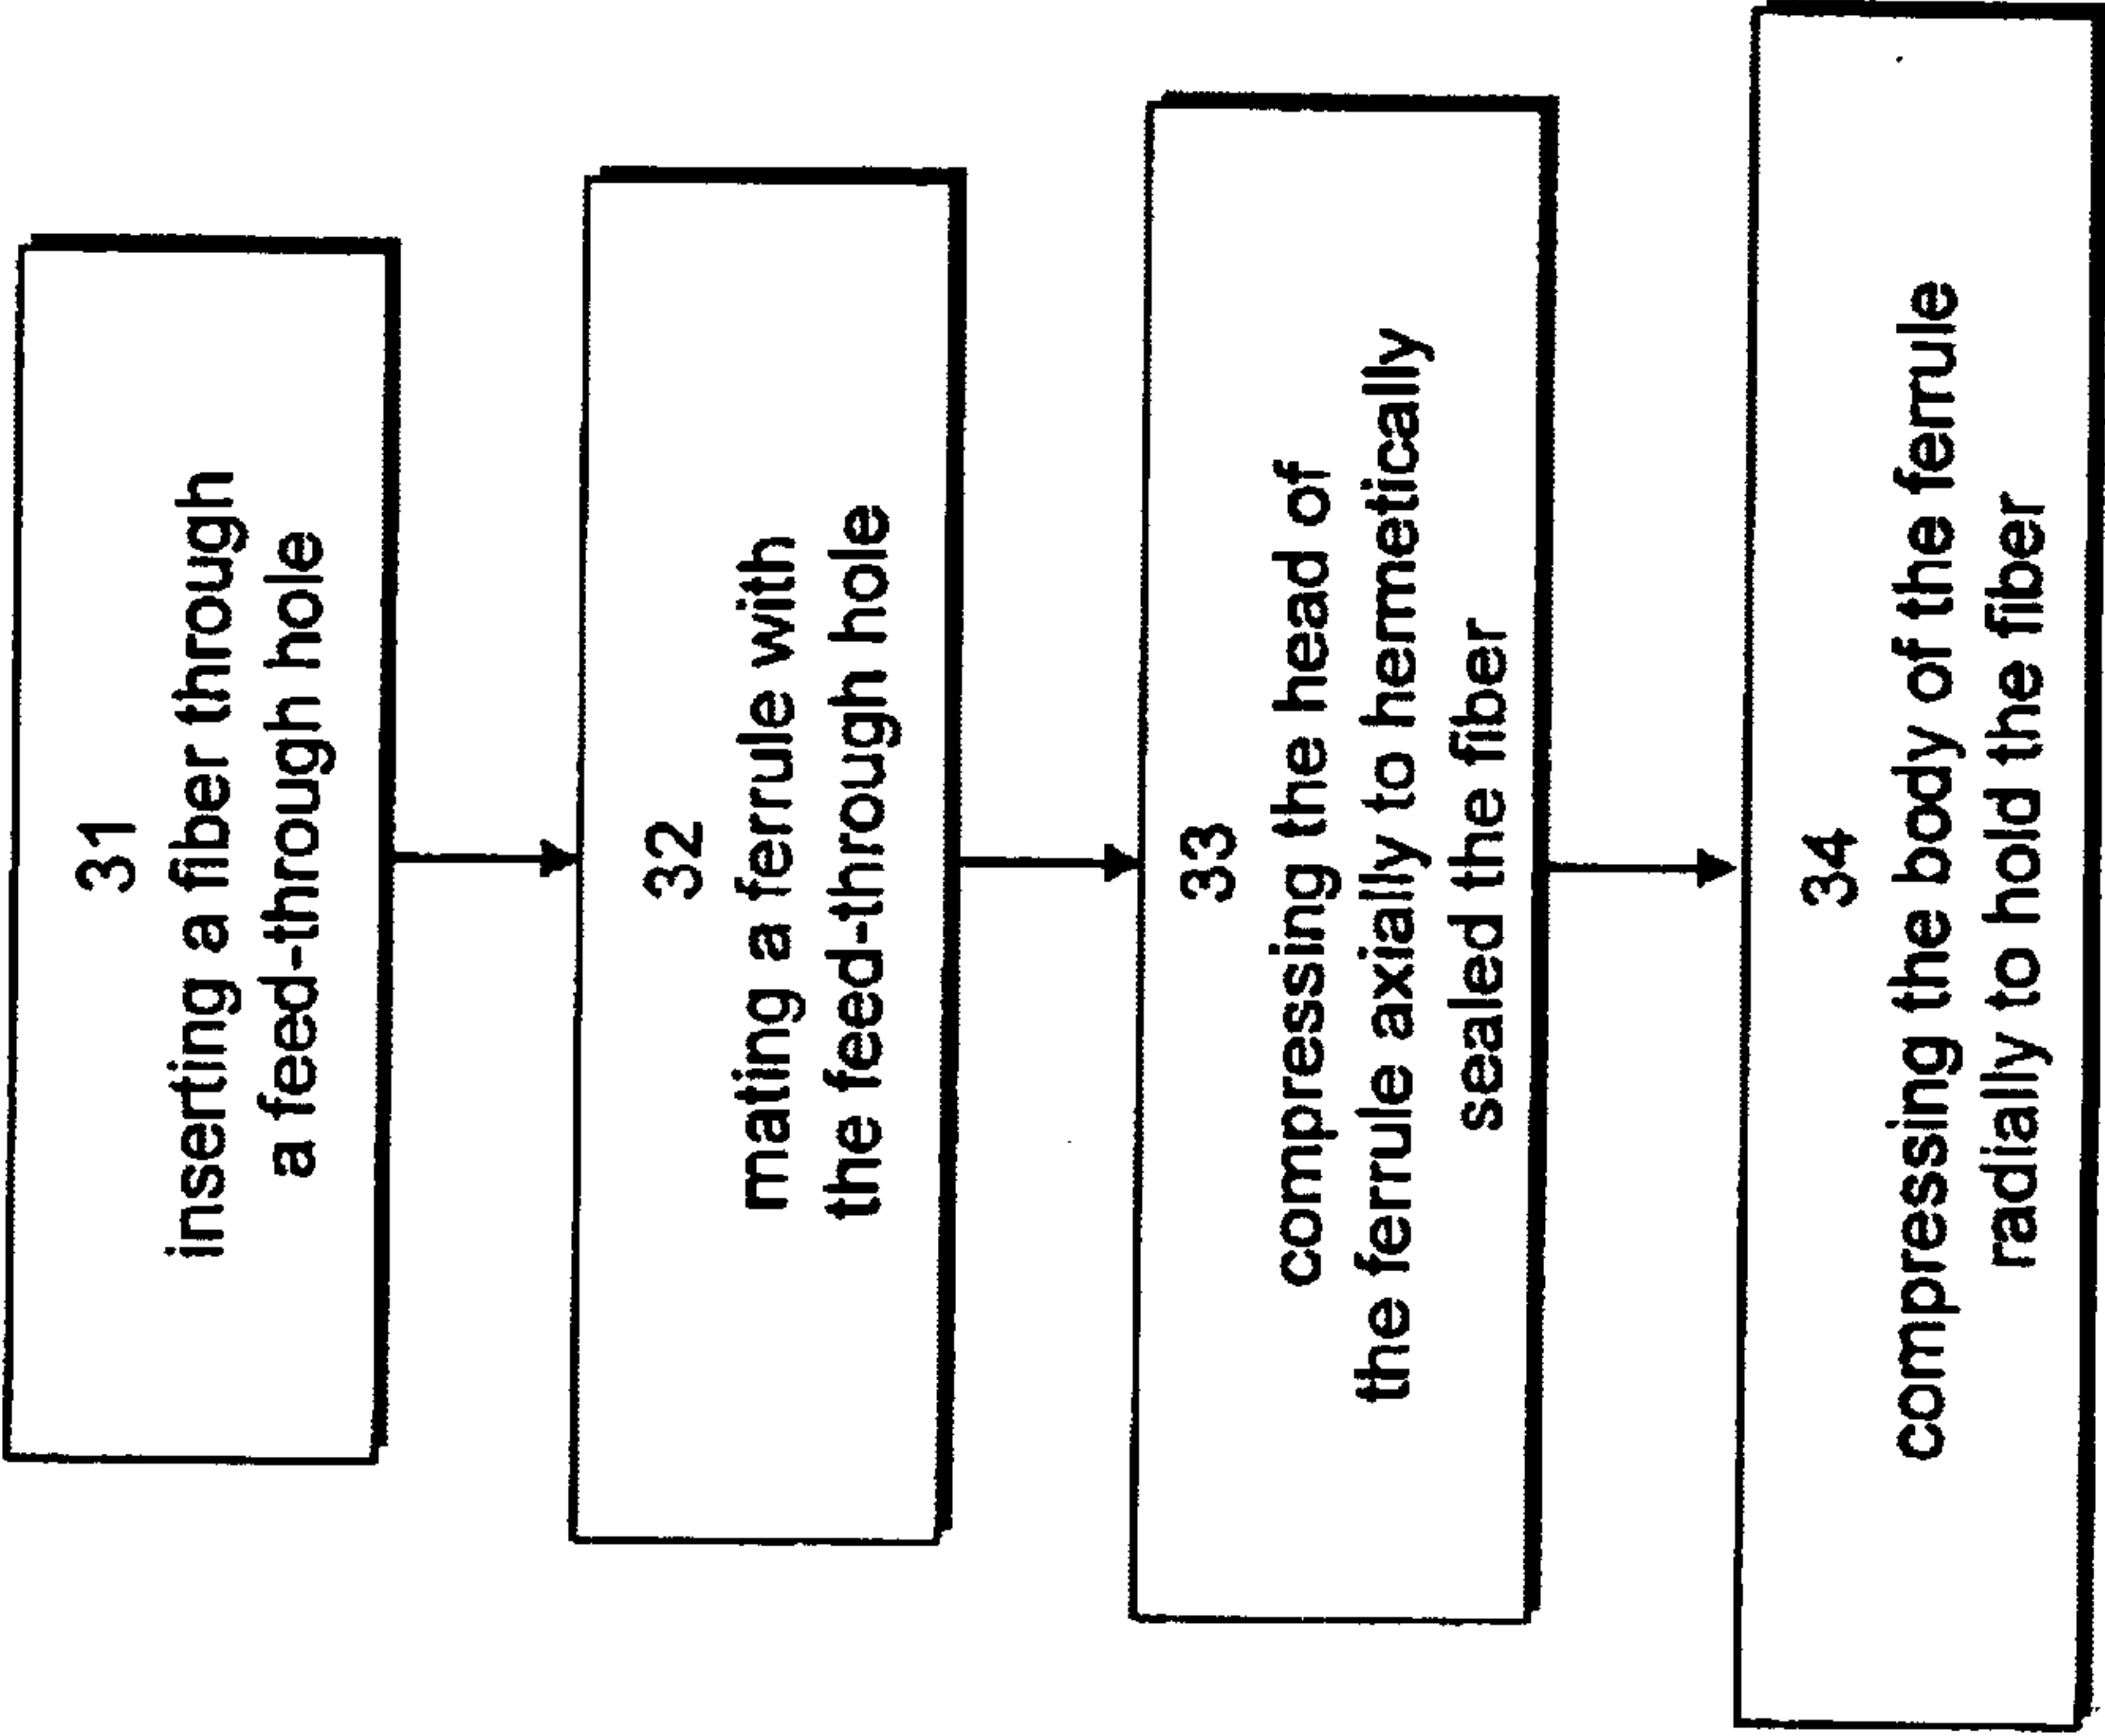 31
inserting a fiber through
a feed-through hole
32
mating a ferrule with
the feed-through hole
33
compressing the head of
the ferrule axially to hemetically
sealed the fiber
34
compressing the body of the ferrule
radially to hold the fiber